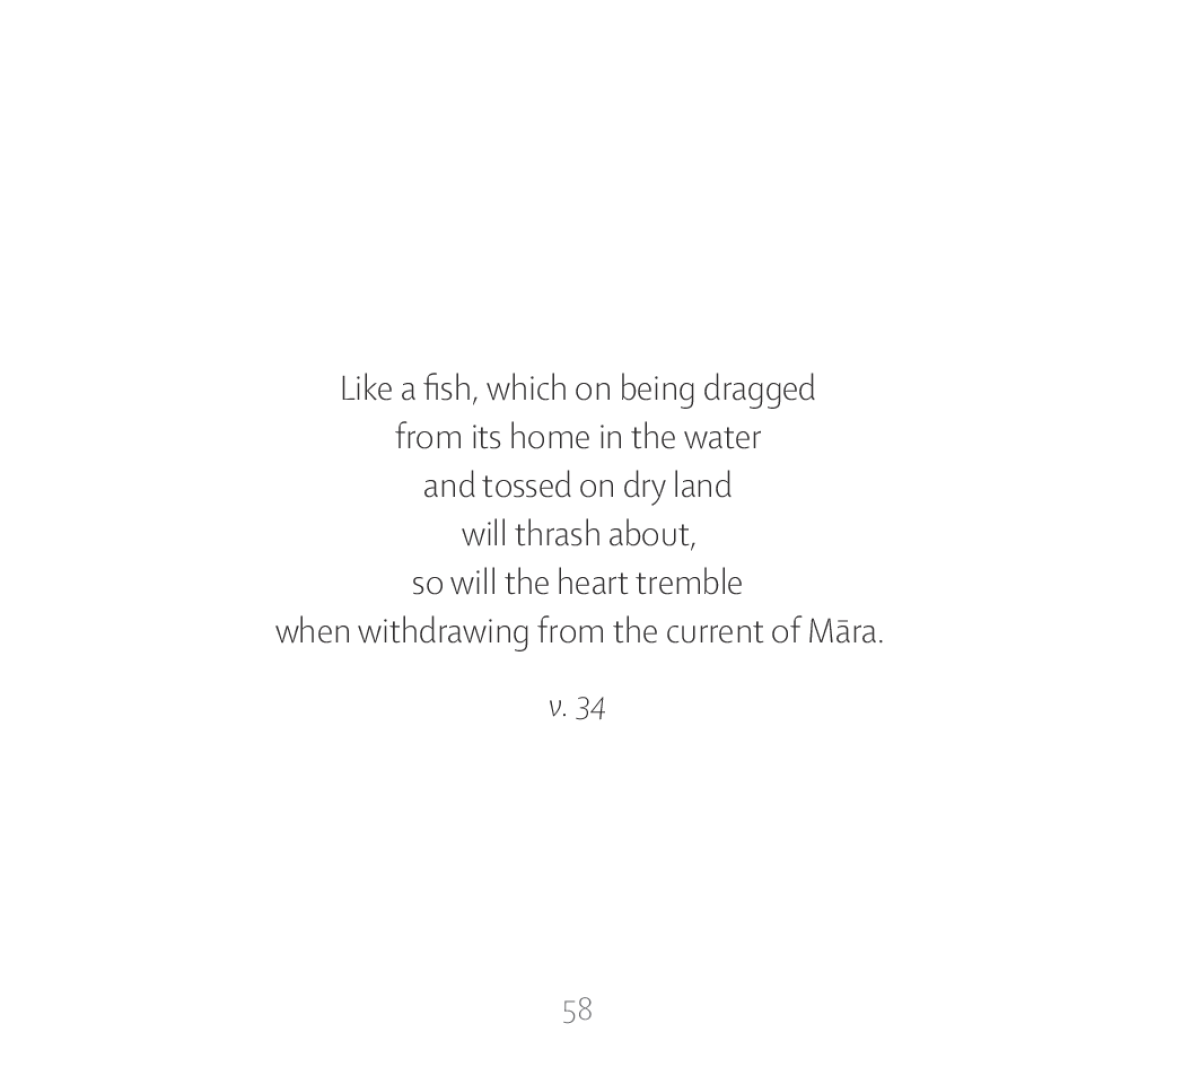 Like a fish, which on being dragged
from its home in the water
and tossed on dry land
will thrash about,
so will the heart tremble
when withdrawing from the current of Māra.
v. 34
58